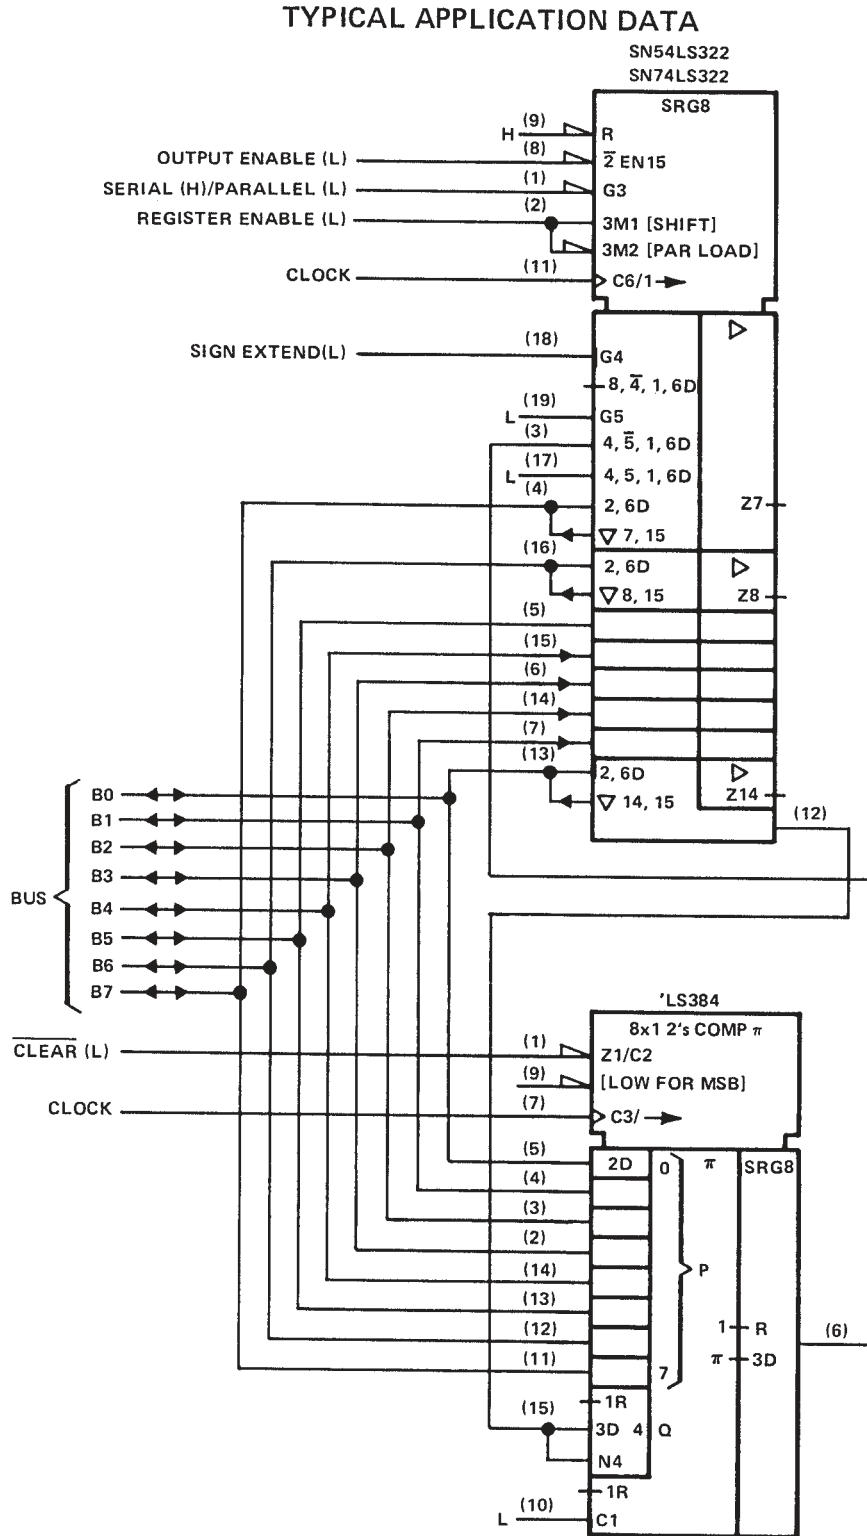 TYPICAL APPLICATION DATA
SN54LS322
SN74LS322
SRG8
H (9) R
OUTPUT ENABLE (L) (8) 2̅ EN15
SERIAL (H)/PARALLEL (L) (1) G3
REGISTER ENABLE (L) (2) 3M1 [SHIFT]
3M2 [PAR LOAD]
CLOCK (11) C6/1
SIGN EXTEND(L) (18) G4
8, 4̅, 1, 6D
L (19) G5
(3) 4, 5̅, 1, 6D
L (17) 4, 5, 1, 6D
(4) 2, 6D Z7
▽ 7, 15
(16) 2, 6D
▽ 8, 15 Z8
(5)
(15)
(6)
(14)
(7)
(13) 2, 6D
▽ 14, 15 Z14
(12)
BUS
B0
B1
B2
B3
B4
B5
B6
B7
'LS384
8x1 2's COMP π
C̅L̅E̅A̅R̅ (L) (1) Z1/C2
(9) [LOW FOR MSB]
CLOCK (7) C3/
(5) 2D 0 π SRG8
(4)
(3)
(2)
(14) P
(13)
(12) 1 R (6)
(11) 7 π 3D
1R
(15) 3D 4 Q
N4
1R
L (10) C1